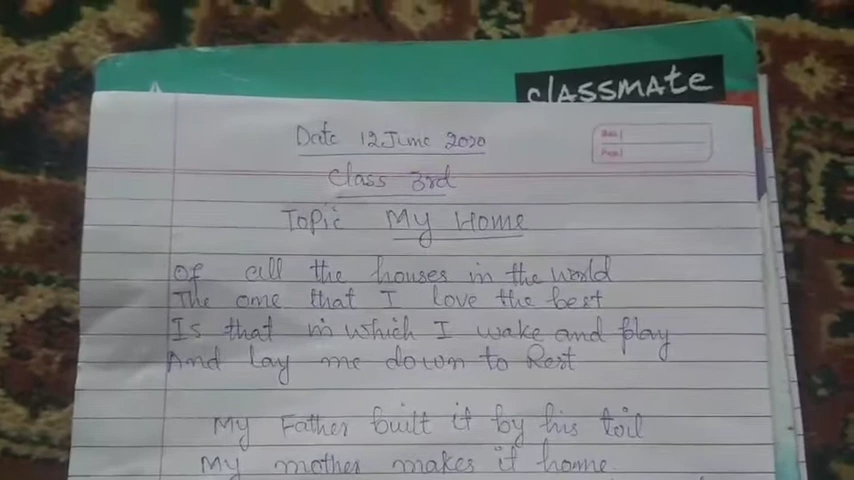 classmate
Date 12 June 2020
Date
Page
Class 3rd
Topic My Home
Of all the houses in the world
The one that I love the best
Is that in which I wake and play
And lay me down to Rest
My Father built it by his toil
My mother makes it home